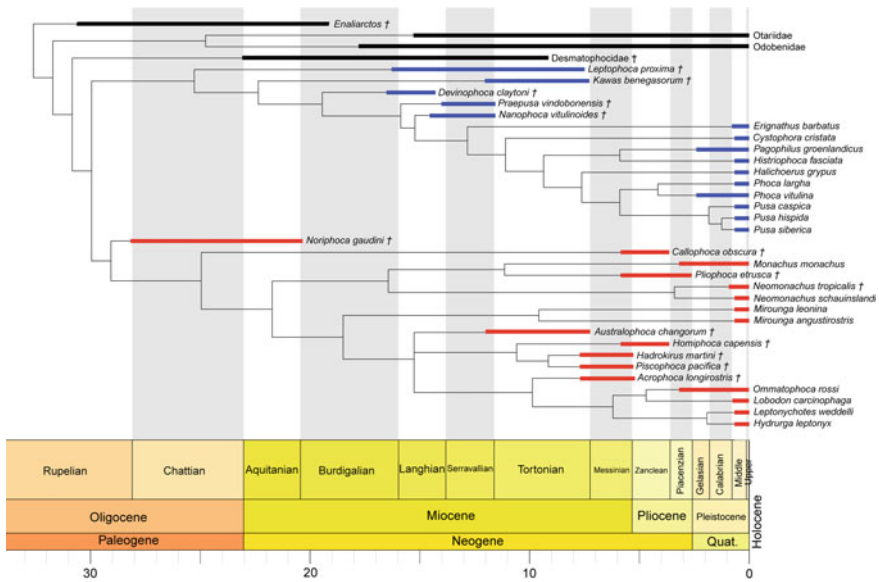 Enaliarctos †
Otariidae
Odobenidae
Desmatophocidae †
Leptophoca proxima †
Kawas benegasorum †
Devinophoca claytoni †
Praepusa vindobonensis †
Nanophoca vitulinoides †
Erignathus barbatus
Cystophora cristata
Pagophilus groenlandicus
Histriophoca fasciata
Halichoerus grypus
Phoca largha
Phoca vitulina
Pusa caspica
Pusa hispida
Pusa siberica
Noriphoca gaudini †
Callophoca obscura †
Monachus monachus
Pliophoca etrusca †
Neomonachus tropicalis †
Neomonachus schauinslandi
Mirounga leonina
Mirounga angustirostris
Australophoca changorum †
Homiphoca capensis †
Hadrokirus martini †
Piscophoca pacifica †
Acrophoca longirostris †
Ommatophoca rossi
Lobodon carcinophaga
Leptonychotes weddelli
Hydrurga leptonyx
Rupelian Chattian Aquitanian Burdigalian Langhian Serravallian Tortonian Messinian Zanclean Piacenzian Gelasian Calabrian Middle Upper
Oligocene Miocene Pliocene Pleistocene Holocene
Paleogene Neogene Quat.
30 20 10 0